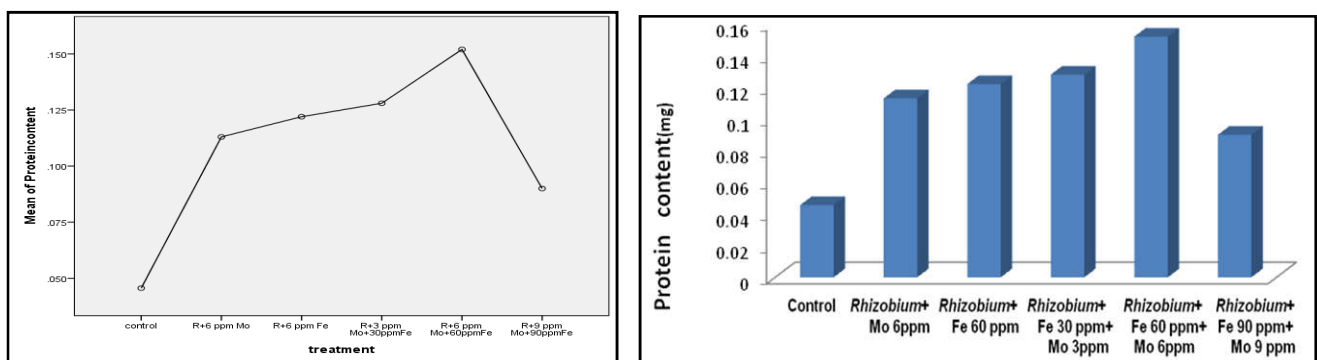 Mean of Proteincontent
.150
.125
.100
.075
.050
control
R+6 ppm Mo
R+6 ppm Fe
R+3 ppm
Mo+30ppmFe
R+6 ppm
Mo+60ppmFe
R+9 ppm
Mo+90ppmFe
treatment
Protein content(mg)
0.16
0.14
0.12
0.1
0.08
0.06
0.04
0.02
0
Control
Rhizobium+
Mo 6ppm
Rhizobium+
Fe 60 ppm
Rhizobium+
Fe 30 ppm+
Mo 3ppm
Rhizobium+
Fe 60 ppm+
Mo 6ppm
Rhizobium+
Fe 90 ppm+
Mo 9 ppm